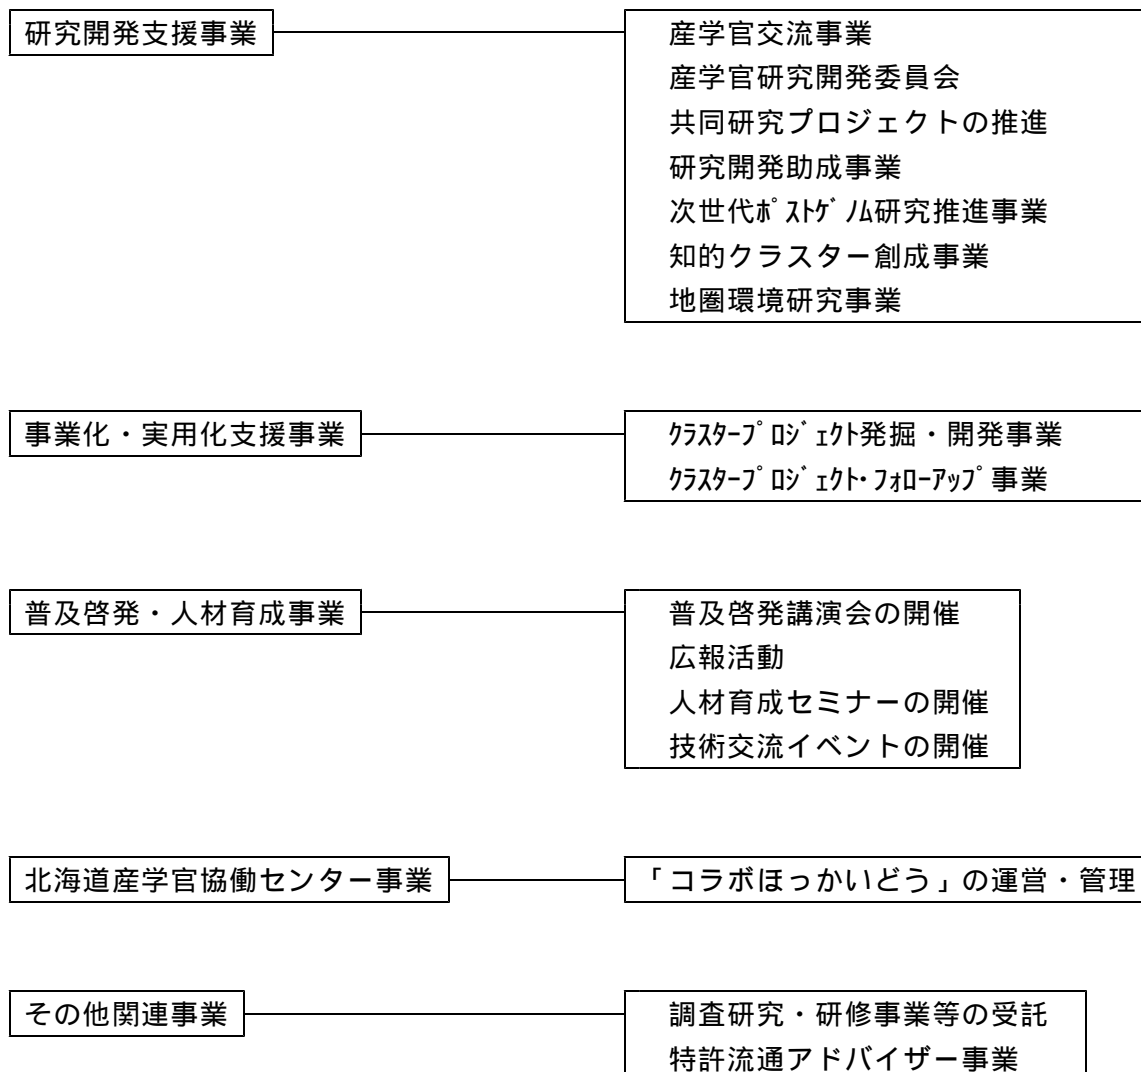 研究開発支援事業
産学官交流事業
産学官研究開発委員会
共同研究プロジェクトの推進
研究開発助成事業
次世代ﾎﾟｽﾄｹﾞﾉﾑ研究推進事業
知的クラスター創成事業
地圏環境研究事業
事業化・実用化支援事業
ｸﾗｽﾀｰﾌﾟﾛｼﾞｪｸﾄ発掘・開発事業
ｸﾗｽﾀｰﾌﾟﾛｼﾞｪｸﾄ･ﾌｫﾛｰｱｯﾌﾟ事業
普及啓発・人材育成事業
普及啓発講演会の開催
広報活動
人材育成セミナーの開催
技術交流イベントの開催
北海道産学官協働センター事業
「コラボほっかいどう」の運営・管理
その他関連事業
調査研究・研修事業等の受託
特許流通アドバイザー事業